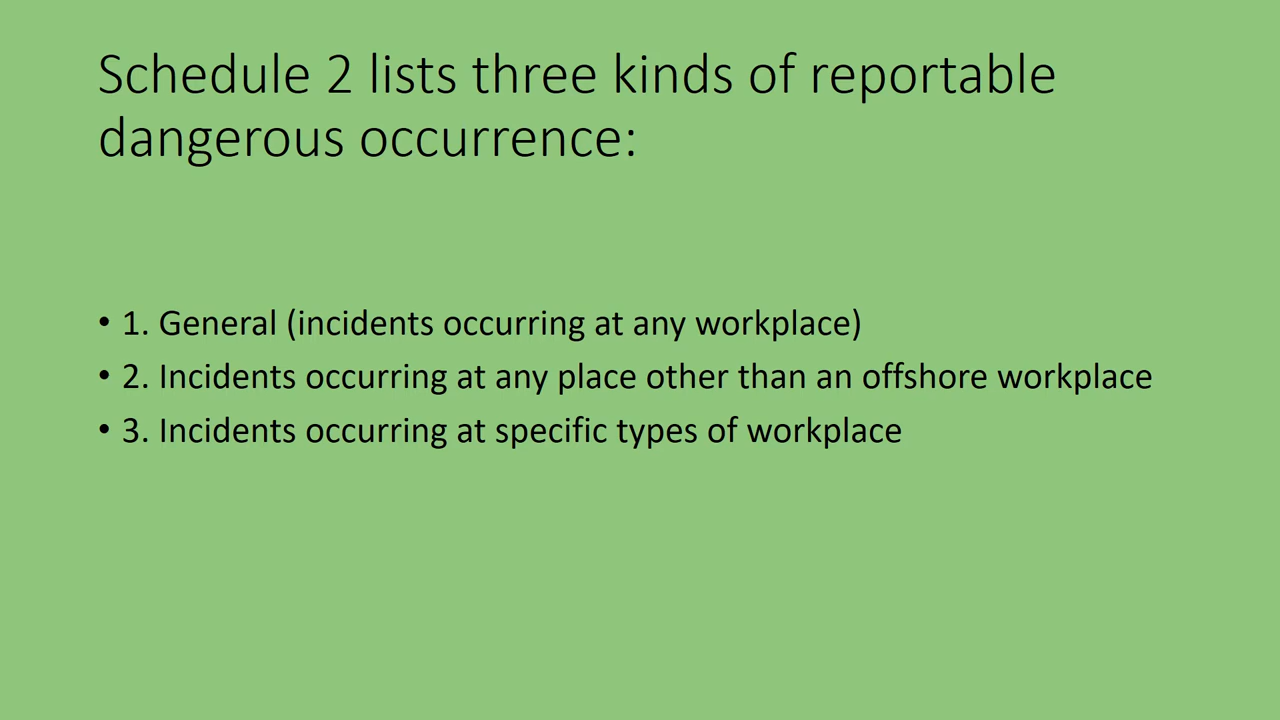 Schedule 2 lists three kinds of reportable
dangerous occurrence:
• 1. General (incidents occurring at any workplace)
• 2. Incidents occurring at any place other than an offshore workplace
• 3. Incidents occurring at specific types of workplace